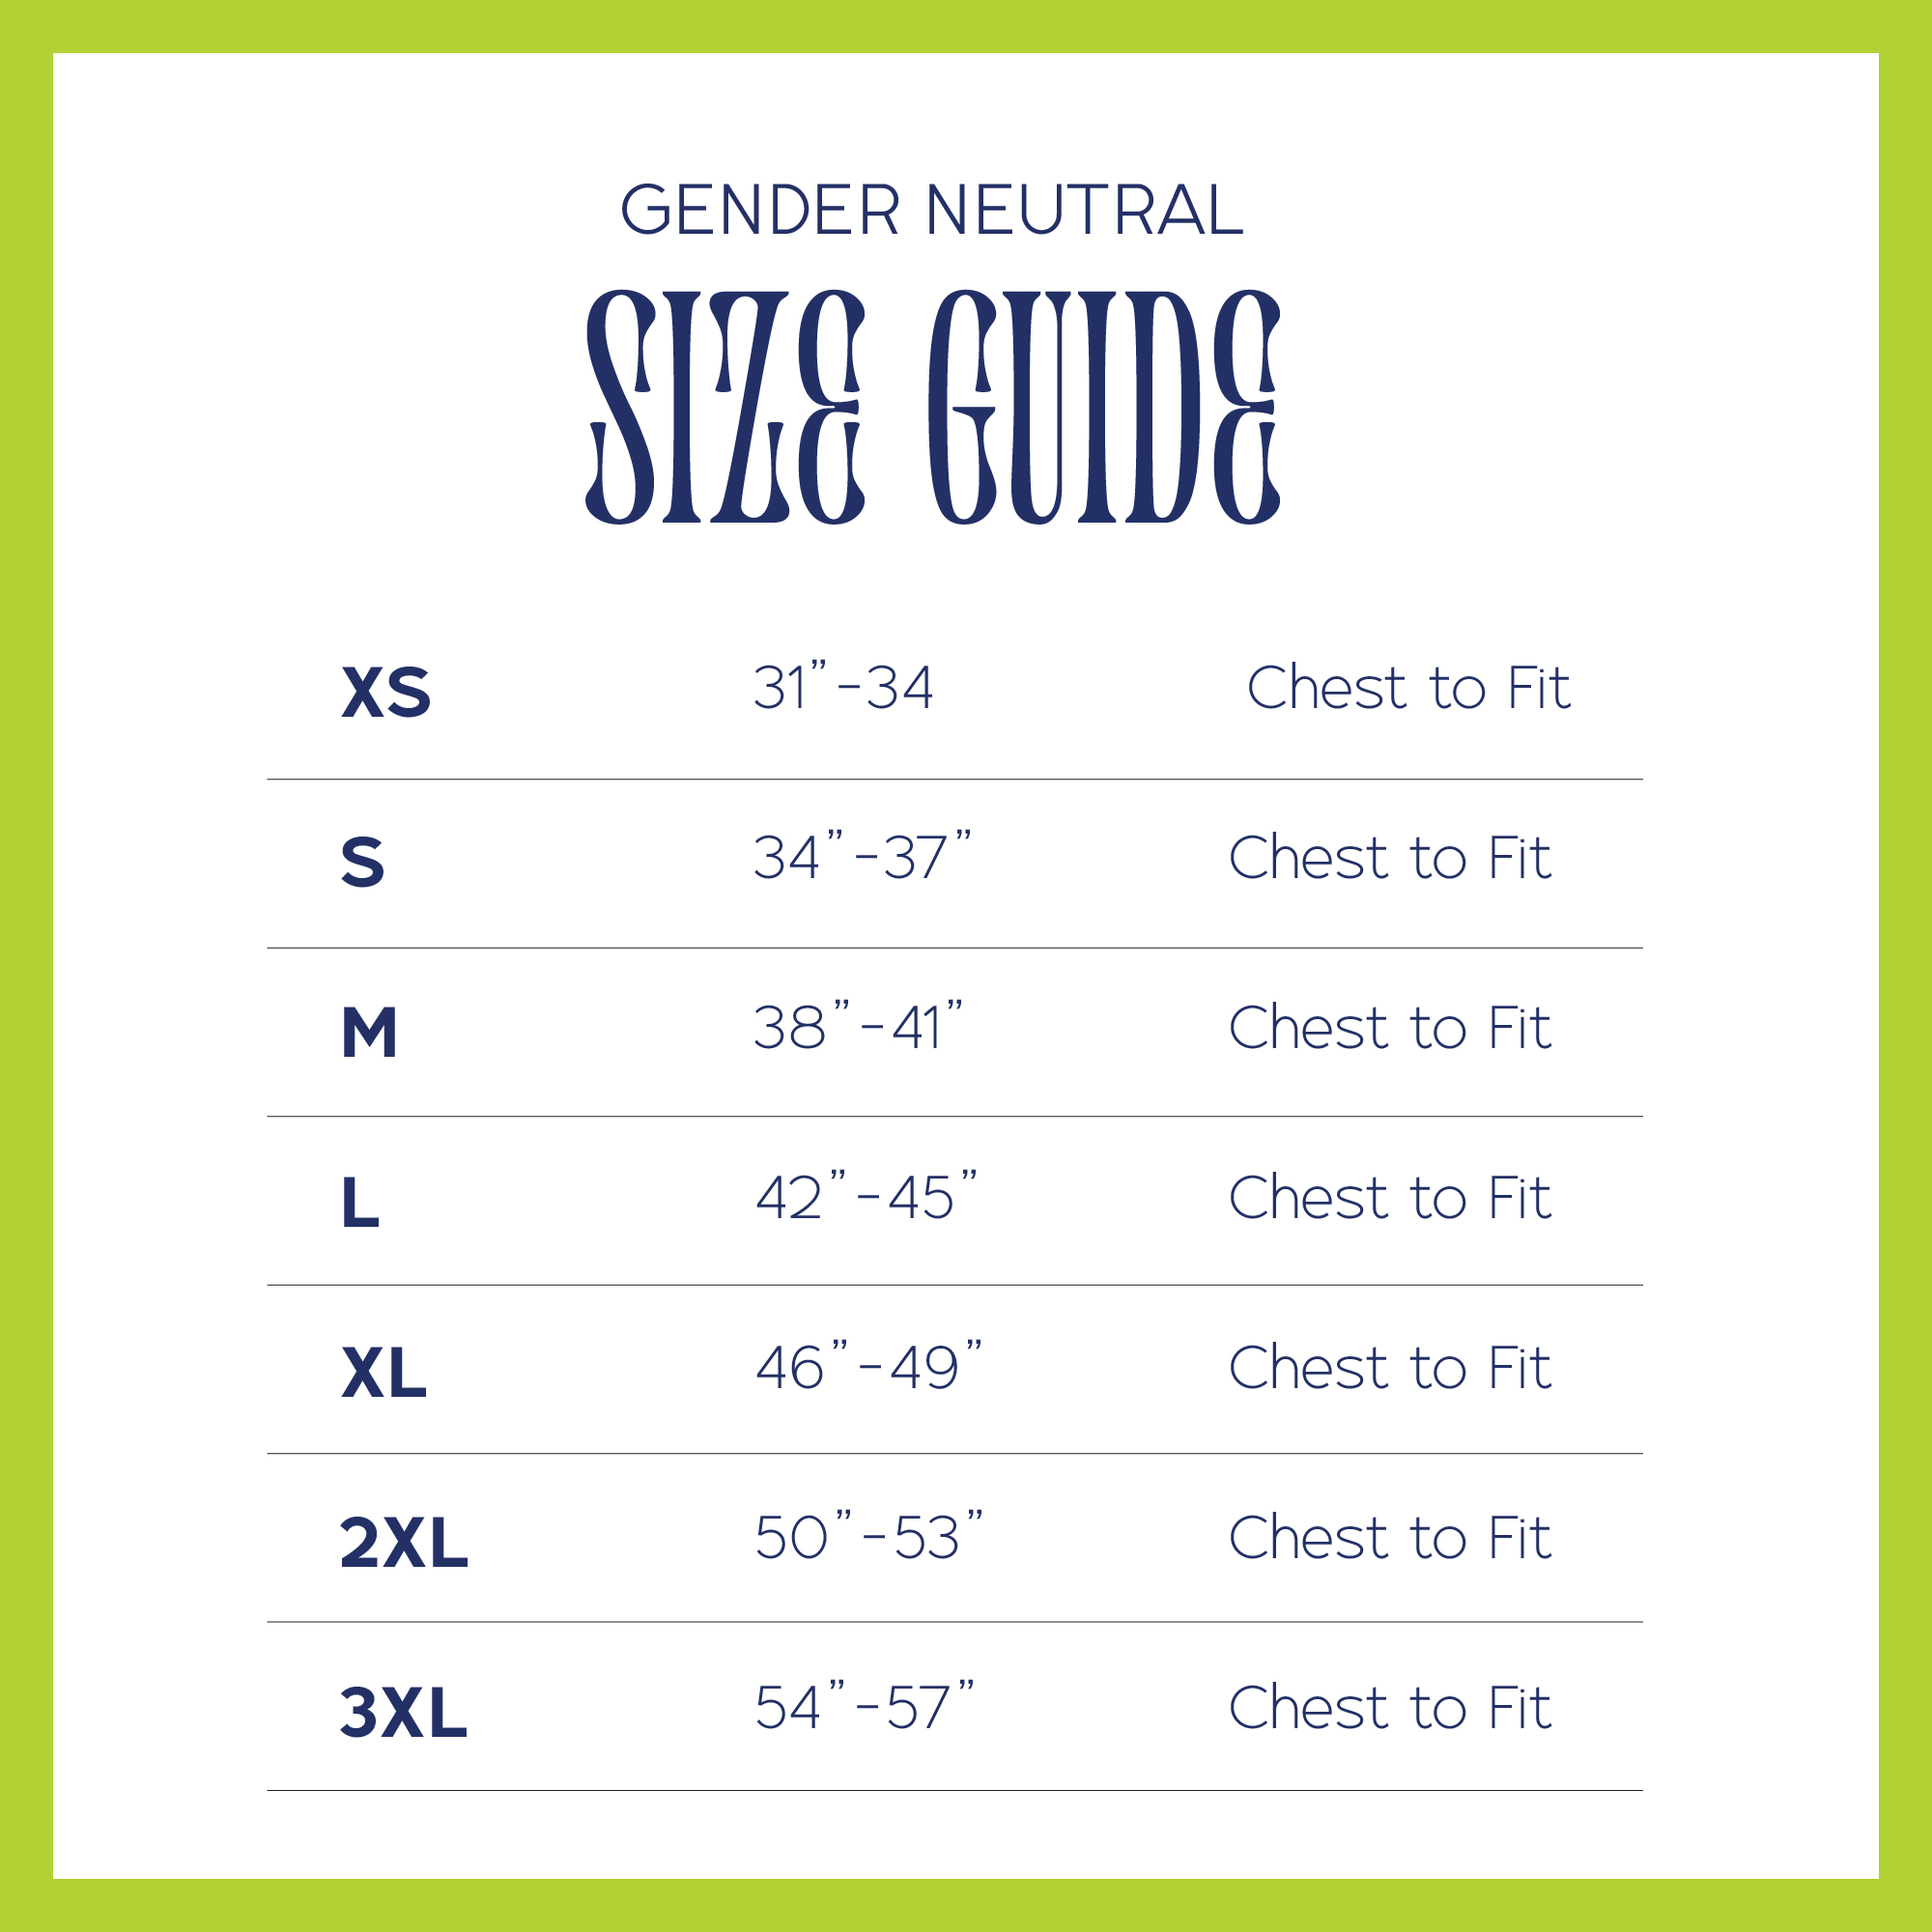 GENDER NEUTRAL
SIZE GUIDE
XS 31”-34 Chest to Fit
S 34”-37” Chest to Fit
M 38”-41” Chest to Fit
L 42”-45” Chest to Fit
XL 46”-49” Chest to Fit
2XL 50”-53” Chest to Fit
3XL 54”-57” Chest to Fit